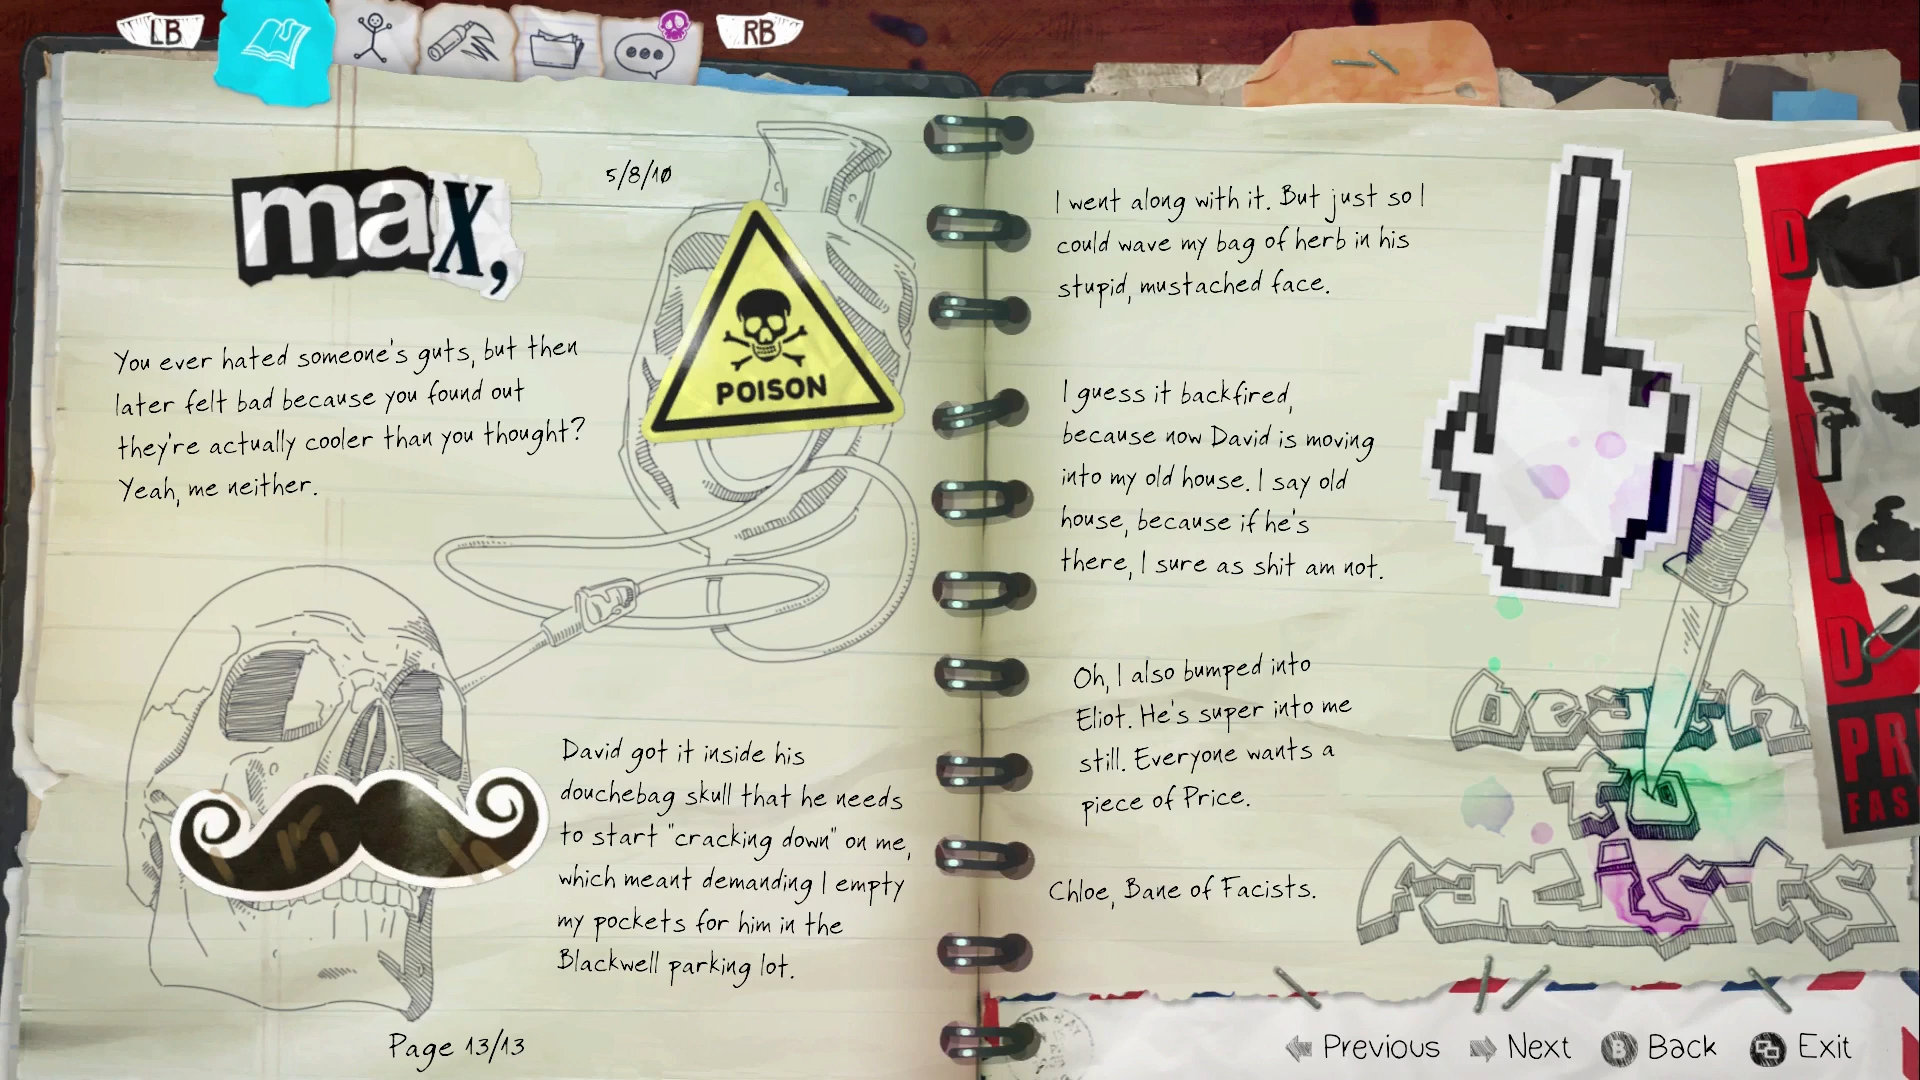 LB
RB
max,
5/8/10
POISON
You ever hated someone's guts, but then
later felt bad because you found out
they're actually cooler than you thought?
Yeah, me neither.
David got it inside his
douchebag skull that he needs
to start "cracking down" on me,
which meant demanding I empty
my pockets for him in the
Blackwell parking lot.
Page 13/13
I went along with it. But just so I
could wave my bag of herb in his
stupid, mustached face.
I guess it backfired,
because now David is moving
into my old house. I say old
house, because if he's
there, I sure as shit am not.
Oh, I also bumped into
Eliot. He's super into me
still. Everyone wants a
piece of Price.
Chloe, Bane of Facists.
Death
to
DAVID
PR
FAS
Previous
Next
B Back
Exit